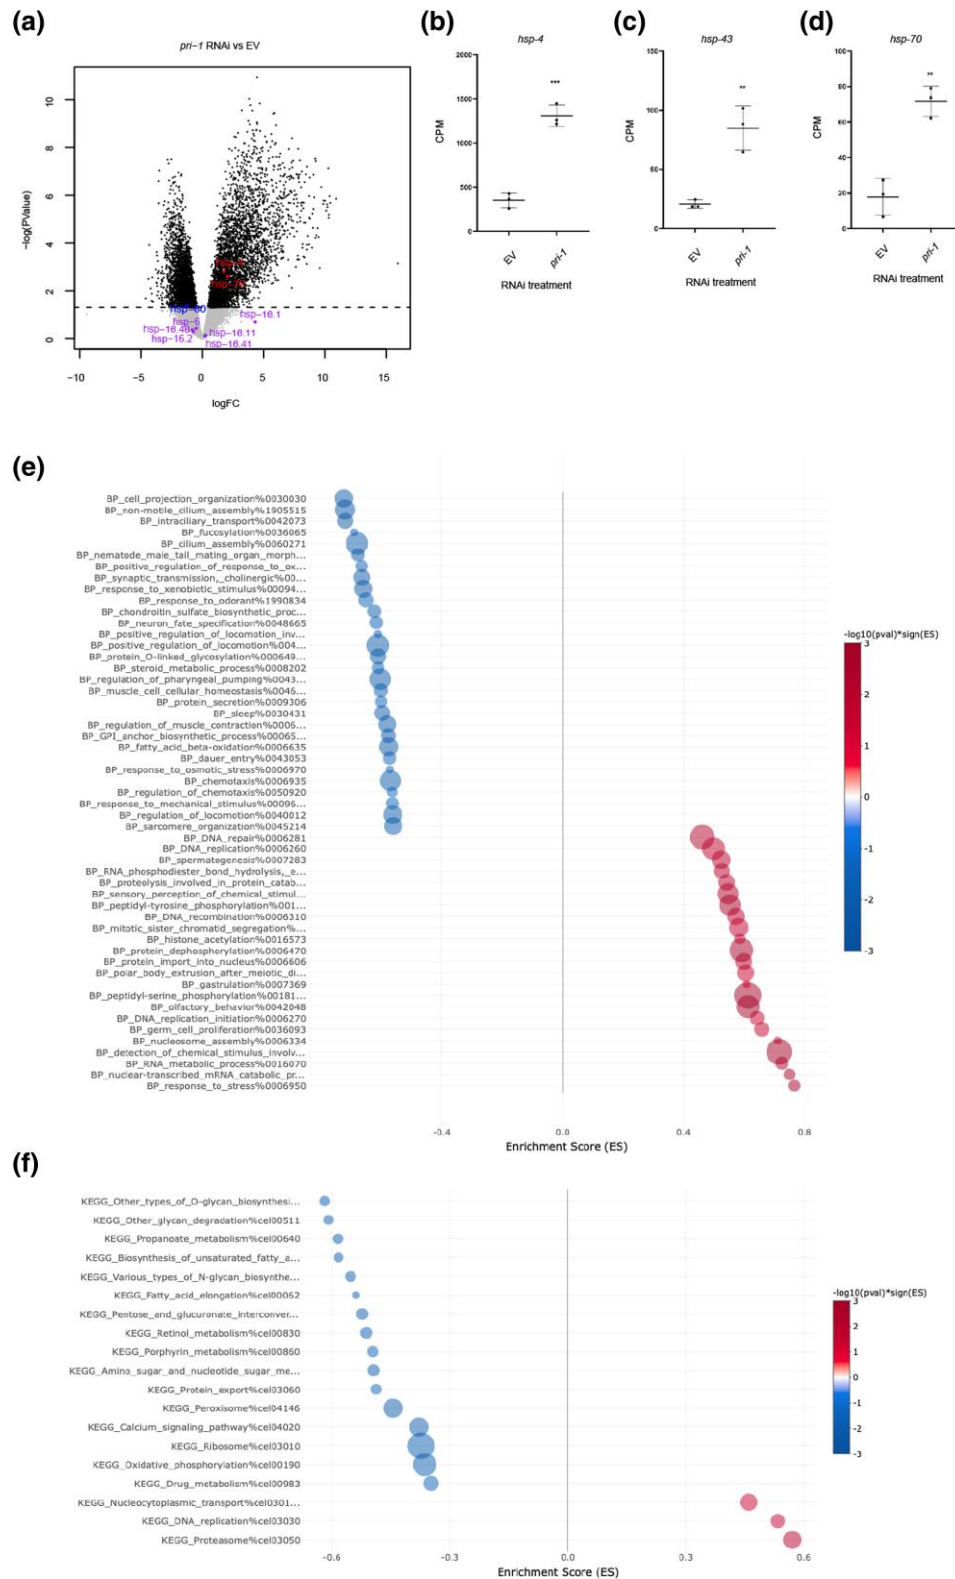 (a)
pri-1 RNAi vs EV
-log(PValue)
10
8
6
4
2
0
hsp-60
hsp-6
hsp-16.2
hsp-16.1
hsp-16.11
hsp-16.41
-10
-5
0
5
10
15
logFC
(b)
hsp-4
2000
1500
1000
500
0
CPM
***
EV
pri-1
RNAi treatment
(c)
hsp-43
150
100
50
0
CPM
**
EV
pri-1
RNAi treatment
(d)
hsp-70
100
80
60
40
20
0
CPM
**
EV
pri-1
RNAi treatment
(e)
BP_cell_projection_organization%0030030
BP_non-motile_cilium_assembly%1905515
BP_intraciliary_transport%0042073
BP_fucosylation%0036065
BP_cilium_assembly%0060271
BP_nematode_male_tail_mating_organ_morph...
BP_positive_regulation_of_response_to_ox...
BP_synaptic_transmission,_cholinergic%00...
BP_response_to_xenobiotic_stimulus%00094...
BP_response_to_odorant%1990834
BP_chondroitin_sulfate_biosynthetic_proc...
BP_neuron_fate_specification%0048665
BP_positive_regulation_of_locomotion_inv...
BP_positive_regulation_of_locomotion%004...
BP_protein_O-linked_glycosylation%000649...
BP_steroid_metabolic_process%0008202
BP_regulation_of_pharyngeal_pumping%0043...
BP_muscle_cell_cellular_homeostasis%0046...
BP_protein_secretion%0009306
BP_sleep%0030431
BP_regulation_of_muscle_contraction%0006...
BP_GPI_anchor_biosynthetic_process%00065...
BP_fatty_acid_beta-oxidation%0006635
BP_dauer_entry%0043053
BP_response_to_osmotic_stress%0006970
BP_chemotaxis%0006935
BP_regulation_of_chemotaxis%0050920
BP_response_to_mechanical_stimulus%00096...
BP_regulation_of_locomotion%0040012
BP_sarcomere_organization%0045214
BP_DNA_repair%0006281
BP_DNA_replication%0006260
BP_spermatogenesis%0007283
BP_RNA_phosphodiester_bond_hydrolysis,_e...
BP_proteolysis_involved_in_protein_catab...
BP_sensory_perception_of_chemical_stimul...
BP_peptidyl-tyrosine_phosphorylation%001...
BP_DNA_recombination%0006310
BP_mitotic_sister_chromatid_segregation%...
BP_histone_acetylation%0016573
BP_protein_dephosphorylation%0006470
BP_protein_import_into_nucleus%0006606
BP_polar_body_extrusion_after_meiotic_di...
BP_gastrulation%0007369
BP_peptidyl-serine_phosphorylation%00181...
BP_olfactory_behavior%0042048
BP_DNA_replication_initiation%0006270
BP_germ_cell_proliferation%0036093
BP_nucleosome_assembly%0006334
BP_detection_of_chemical_stimulus_involv...
BP_RNA_metabolic_process%0016070
BP_nuclear-transcribed_mRNA_catabolic_pr...
BP_response_to_stress%0006950
-0.4
0.0
0.4
0.8
Enrichment Score (ES)
-log10(pval)*sign(ES)
3
2
1
0
-1
-2
-3
(f)
KEGG_Other_types_of_O-glycan_biosynthesi...
KEGG_Other_glycan_degradation%cel00511
KEGG_Propanoate_metabolism%cel00640
KEGG_Biosynthesis_of_unsaturated_fatty_a...
KEGG_Various_types_of_N-glycan_biosynthe...
KEGG_Fatty_acid_elongation%cel00062
KEGG_Pentose_and_glucuronate_interconver...
KEGG_Retinol_metabolism%cel00830
KEGG_Porphyrin_metabolism%cel00860
KEGG_Amino_sugar_and_nucleotide_sugar_me...
KEGG_Protein_export%cel03060
KEGG_Peroxisome%cel04146
KEGG_Calcium_signaling_pathway%cel04020
KEGG_Ribosome%cel03010
KEGG_Oxidative_phosphorylation%cel00190
KEGG_Drug_metabolism%cel00983
KEGG_Nucleocytoplasmic_transport%cel0301...
KEGG_DNA_replication%cel03030
KEGG_Proteasome%cel03050
-0.6
-0.3
0.0
0.3
0.6
Enrichment Score (ES)
-log10(pval)*sign(ES)
3
2
1
0
-1
-2
-3